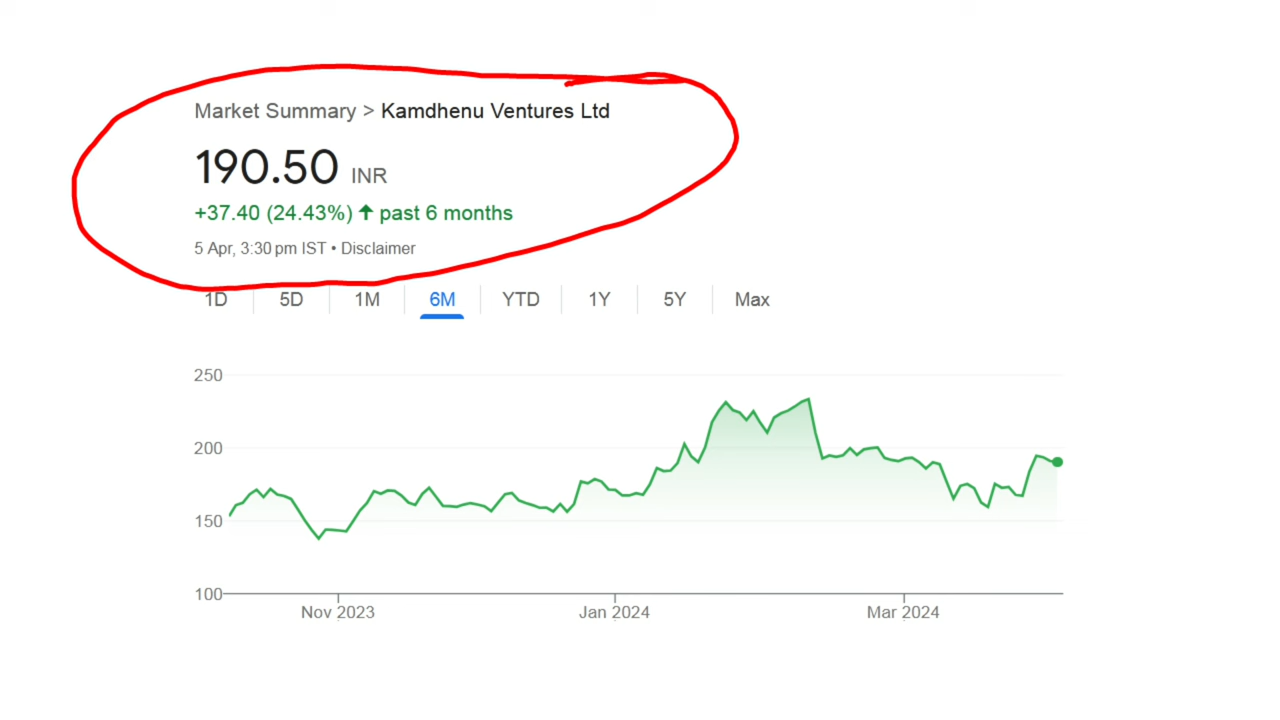 Market Summary > Kamdhenu Ventures Ltd
190.50 INR
+37.40 (24.43%) ↑ past 6 months
5 Apr, 3:30 pm IST • Disclaimer
1D 5D 1M 6M YTD 1Y 5Y Max
250
200
150
100
Nov 2023 Jan 2024 Mar 2024